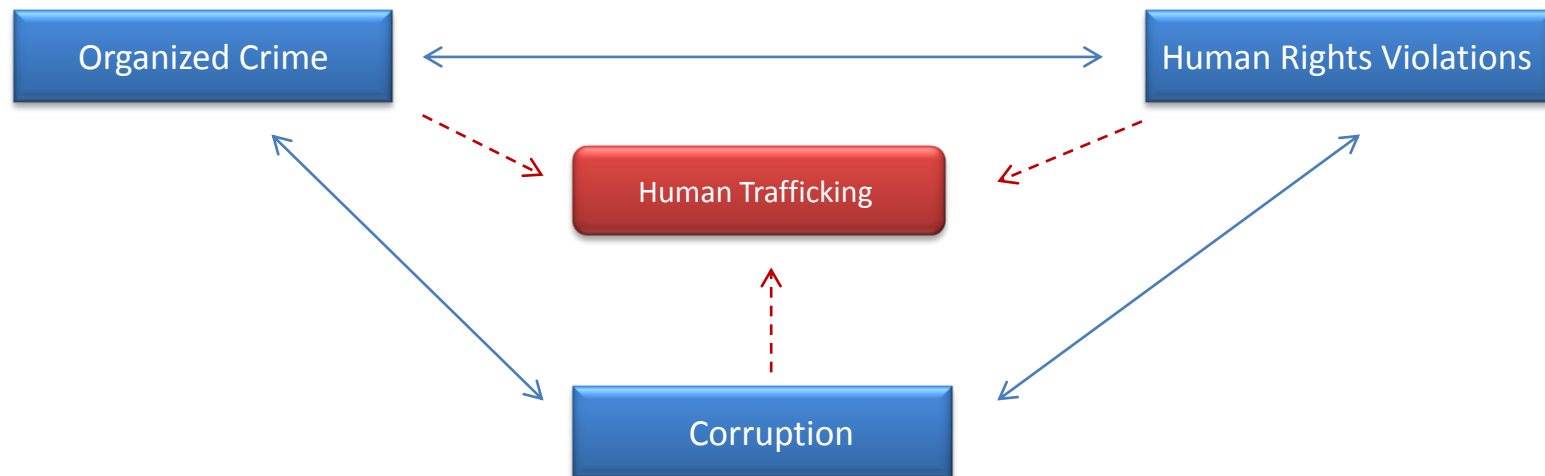 Organized Crime
Human Rights Violations
Human Trafficking
Corruption